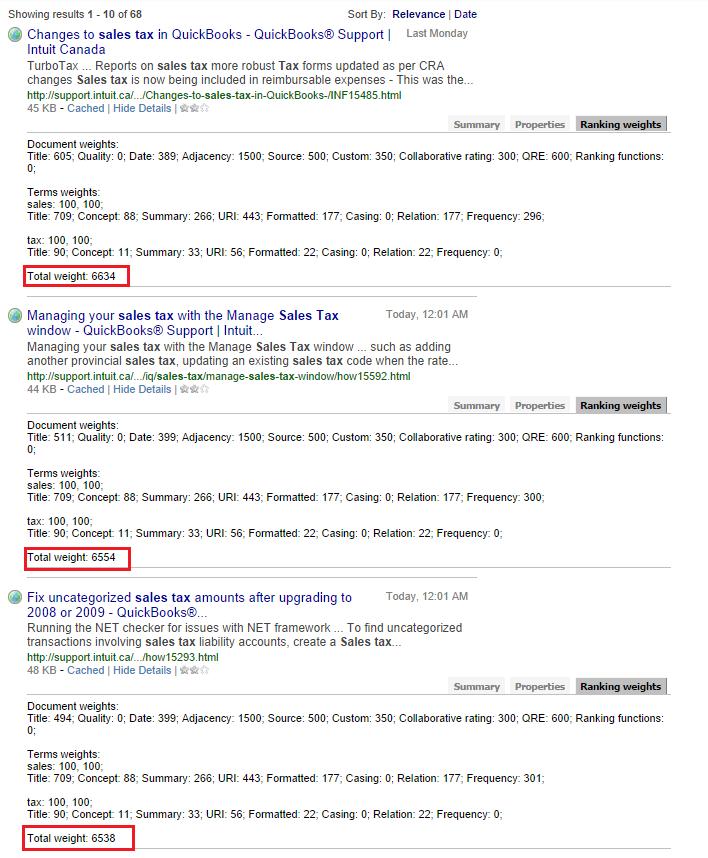 Showing results 1 - 10 of 68 Sort By: Relevance | Date
Changes to sales tax in QuickBooks - QuickBooks® Support | Last Monday
Intuit Canada
TurboTax ... Reports on sales tax more robust Tax forms updated as per CRA
changes Sales tax is now being included in reimbursable expenses - This was the...
http://support.intuit.ca/.../Changes-to-sales-tax-in-QuickBooks-/INF15485.html
45 KB - Cached | Hide Details |
Summary Properties Ranking weights
Document weights:
Title: 605; Quality: 0; Date: 389; Adjacency: 1500; Source: 500; Custom: 350; Collaborative rating: 300; QRE: 600; Ranking functions:
0;
Terms weights:
sales: 100, 100;
Title: 709; Concept: 88; Summary: 266; URI: 443; Formatted: 177; Casing: 0; Relation: 177; Frequency: 296;
tax: 100, 100;
Title: 90; Concept: 11; Summary: 33; URI: 56; Formatted: 22; Casing: 0; Relation: 22; Frequency: 0;
Total weight: 6634
Managing your sales tax with the Manage Sales Tax Today, 12:01 AM
window - QuickBooks® Support | Intuit...
Managing your sales tax with the Manage Sales Tax window ... such as adding
another provincial sales tax, updating an existing sales tax code when the rate...
http://support.intuit.ca/.../iq/sales-tax/manage-sales-tax-window/how15592.html
44 KB - Cached | Hide Details |
Summary Properties Ranking weights
Document weights:
Title: 511; Quality: 0; Date: 399; Adjacency: 1500; Source: 500; Custom: 350; Collaborative rating: 300; QRE: 600; Ranking functions:
0;
Terms weights:
sales: 100, 100;
Title: 709; Concept: 88; Summary: 266; URI: 443; Formatted: 177; Casing: 0; Relation: 177; Frequency: 300;
tax: 100, 100;
Title: 90; Concept: 11; Summary: 33; URI: 56; Formatted: 22; Casing: 0; Relation: 22; Frequency: 0;
Total weight: 6554
Fix uncategorized sales tax amounts after upgrading to Today, 12:01 AM
2008 or 2009 - QuickBooks®...
Running the NET checker for issues with NET framework ... To find uncategorized
transactions involving sales tax liability accounts, create a Sales tax...
http://support.intuit.ca/.../how15293.html
48 KB - Cached | Hide Details |
Summary Properties Ranking weights
Document weights:
Title: 494; Quality: 0; Date: 399; Adjacency: 1500; Source: 500; Custom: 350; Collaborative rating: 300; QRE: 600; Ranking functions:
0;
Terms weights:
sales: 100, 100;
Title: 709; Concept: 88; Summary: 266; URI: 443; Formatted: 177; Casing: 0; Relation: 177; Frequency: 301;
tax: 100, 100;
Title: 90; Concept: 11; Summary: 33; URI: 56; Formatted: 22; Casing: 0; Relation: 22; Frequency: 0;
Total weight: 6538